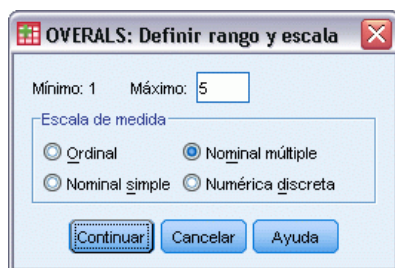 OVERALS: Definir rango y escala
Mínimo: 1 Máximo: 5
Escala de medida
Ordinal Nominal múltiple
Nominal simple Numérica discreta
Continuar Cancelar Ayuda